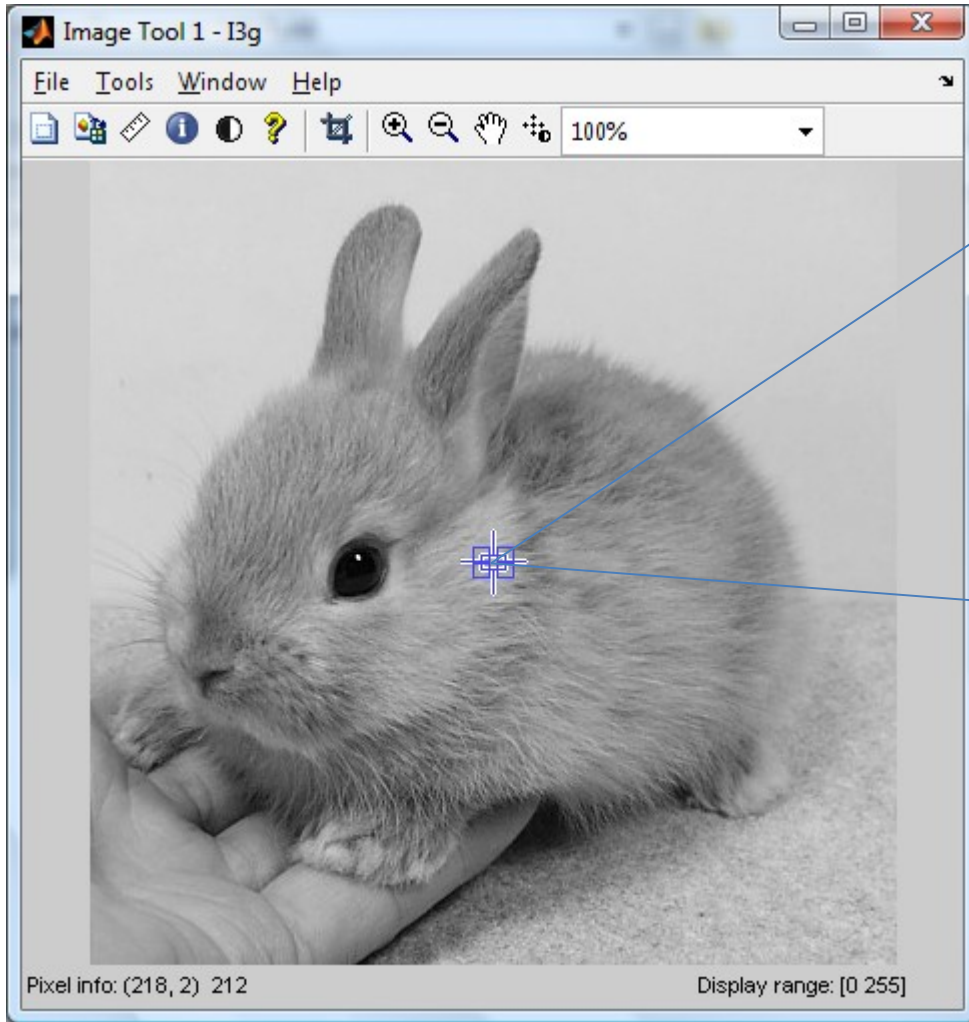 Image Tool 1 - I3g
File Tools Window Help
100%
Pixel info: (218, 2) 212
Display range: [0 255]